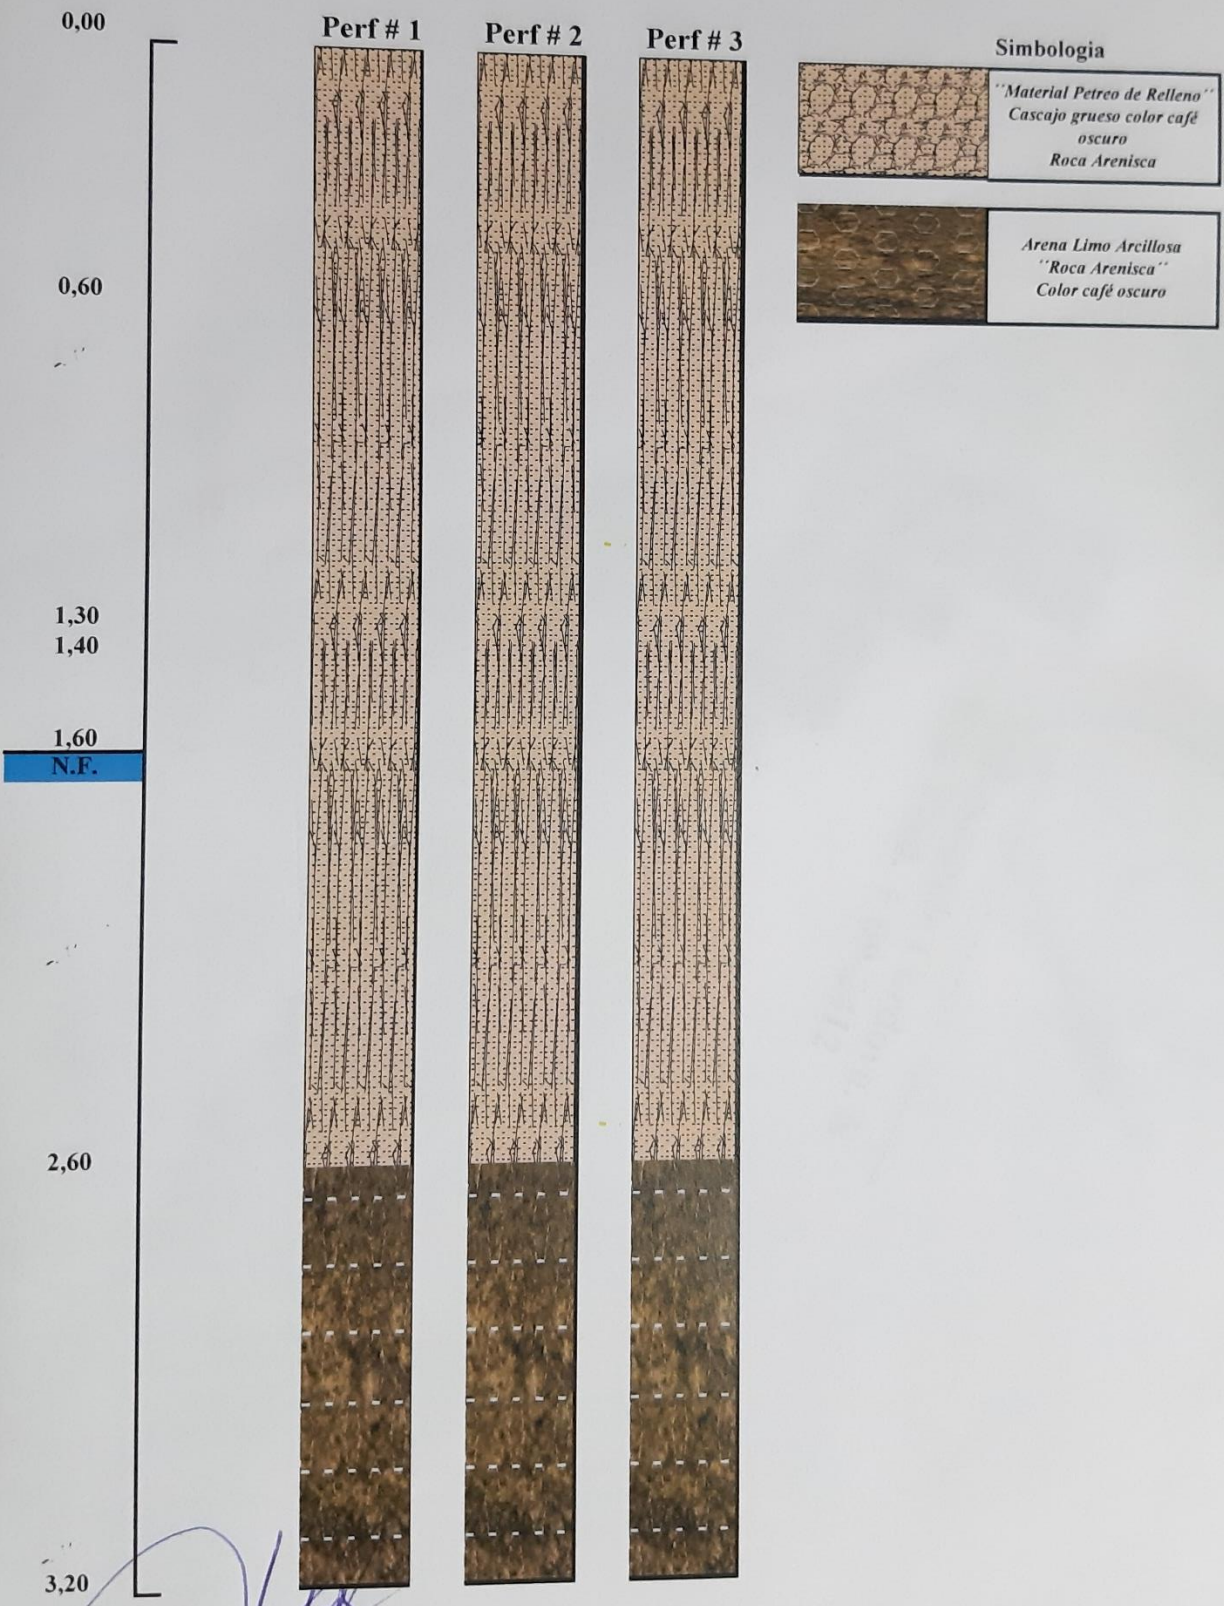 0,00
Perf # 1
Perf # 2
Perf # 3
Simbologia
´´Material Petreo de Relleno´´
Cascajo grueso color café
oscuro
Roca Arenisca
Arena Limo Arcillosa
´´Roca Arenisca´´
Color café oscuro
0,60
1,30
1,40
1,60
N.F.
2,60
3,20